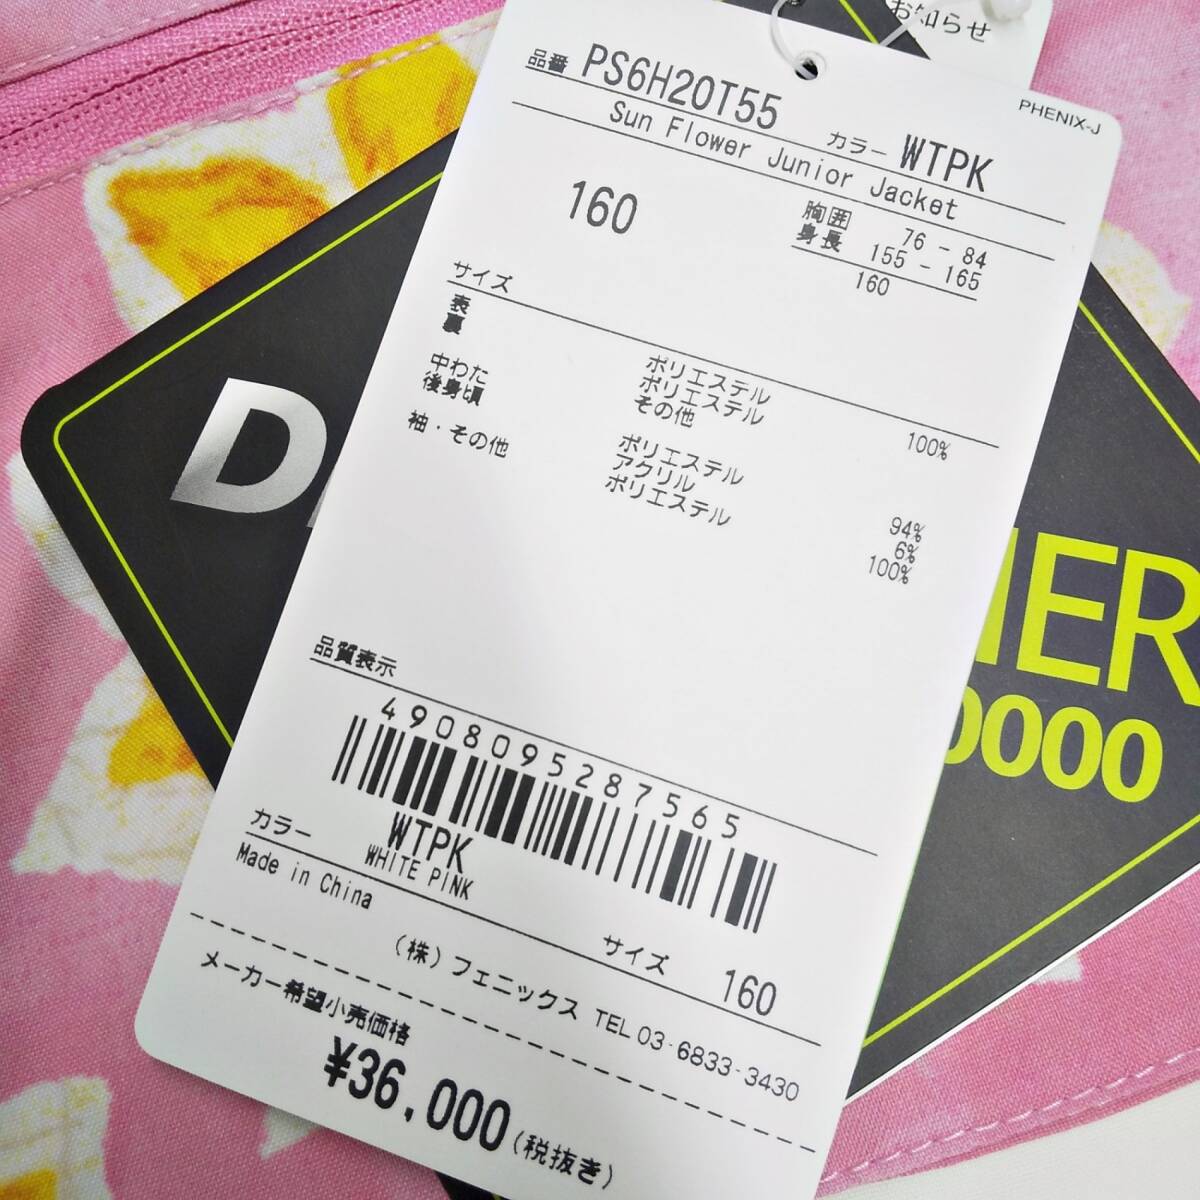 お知らせ
PHENIX-J
品番 PS6H20T55 カラー WTPK
Sun Flower Junior Jacket
160
胸囲 76 - 84
身長 155 - 165
160
サイズ
表 ポリエステル 100%
裏 ポリエステル 94%
その他 6%
中わた ポリエステル 100%
後身頃 アクリル
袖・その他 ポリエステル
品質表示
4908095287565
カラー WTPK
WHITE PINK
Made in China
サイズ 160
(株)フェニックス TEL 03-6833-3430
メーカー希望小売価格
¥36,000(税抜き)
D
ER
0000